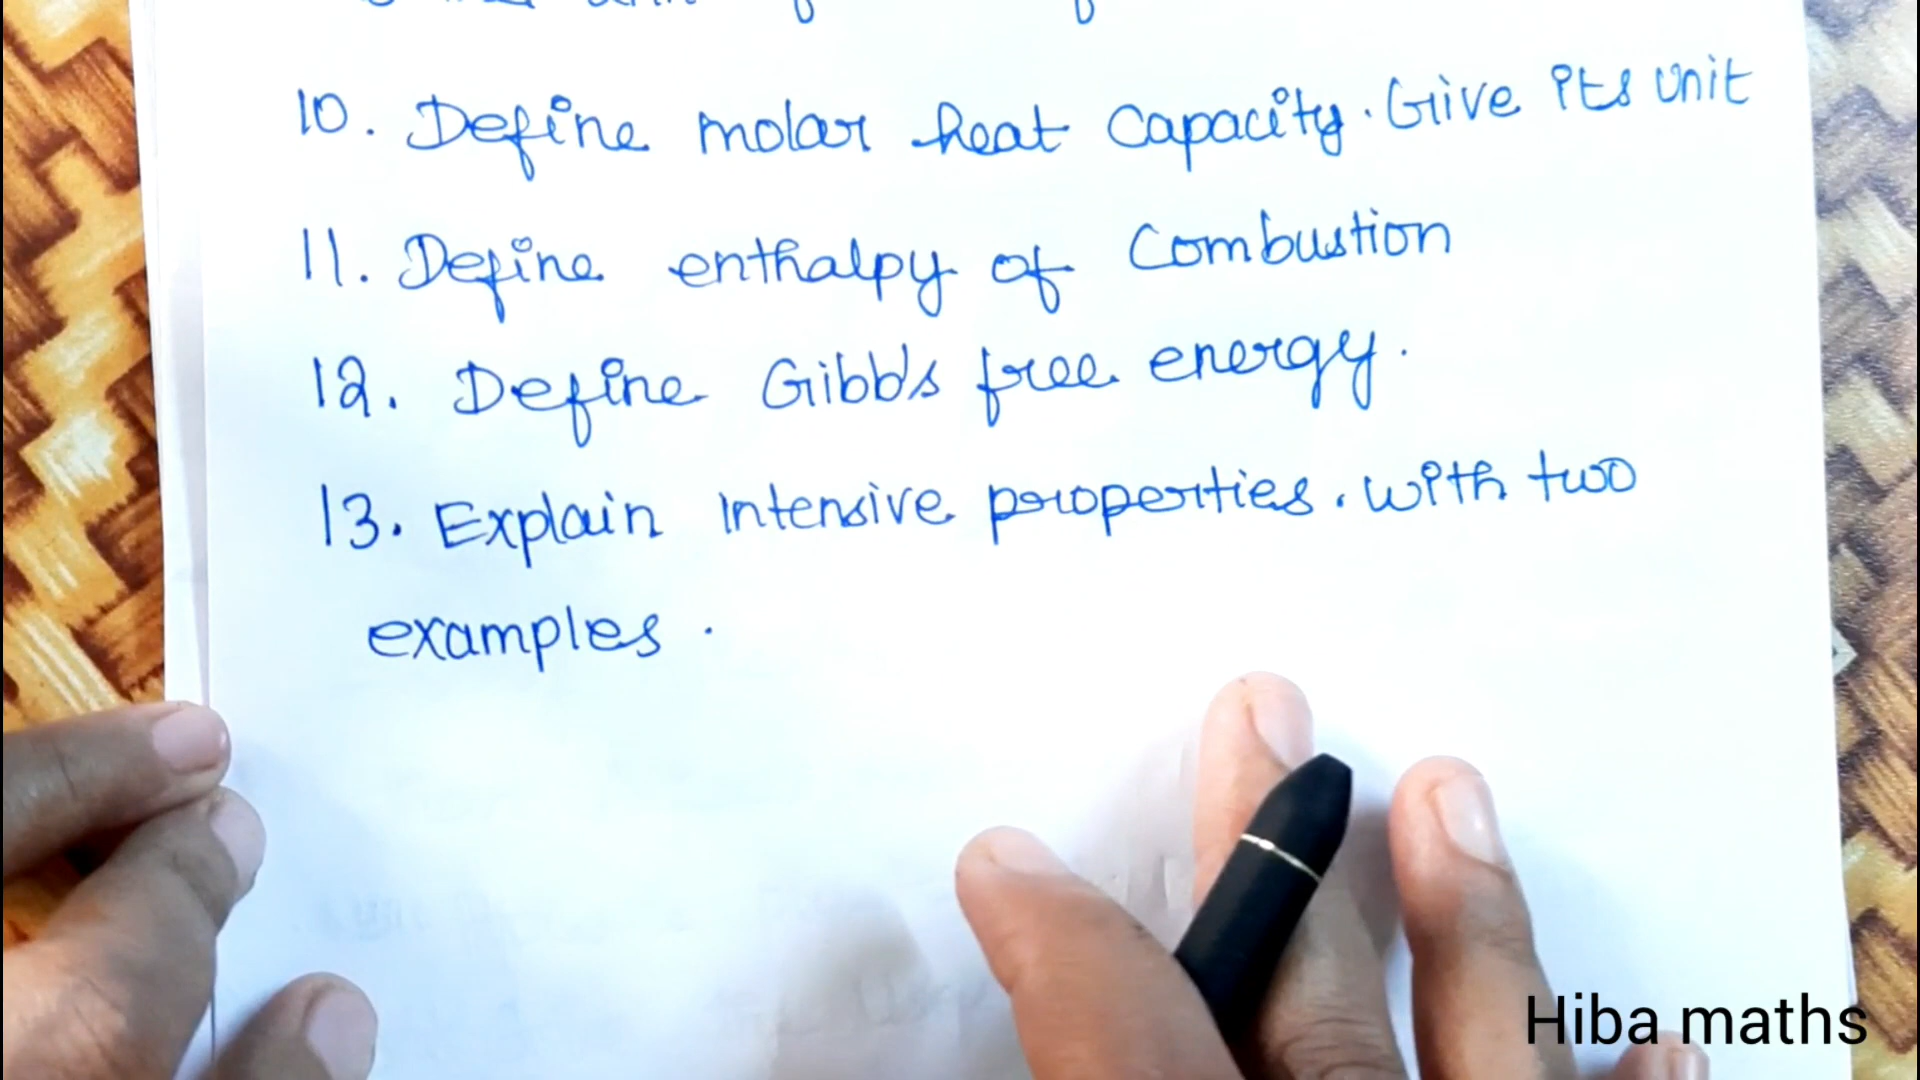 10. Define molar heat capacity. Give its unit
11. Define enthalpy of Combustion
12. Define Gibb's free energy.
13. Explain intensive properties. with two
examples.
Hiba maths